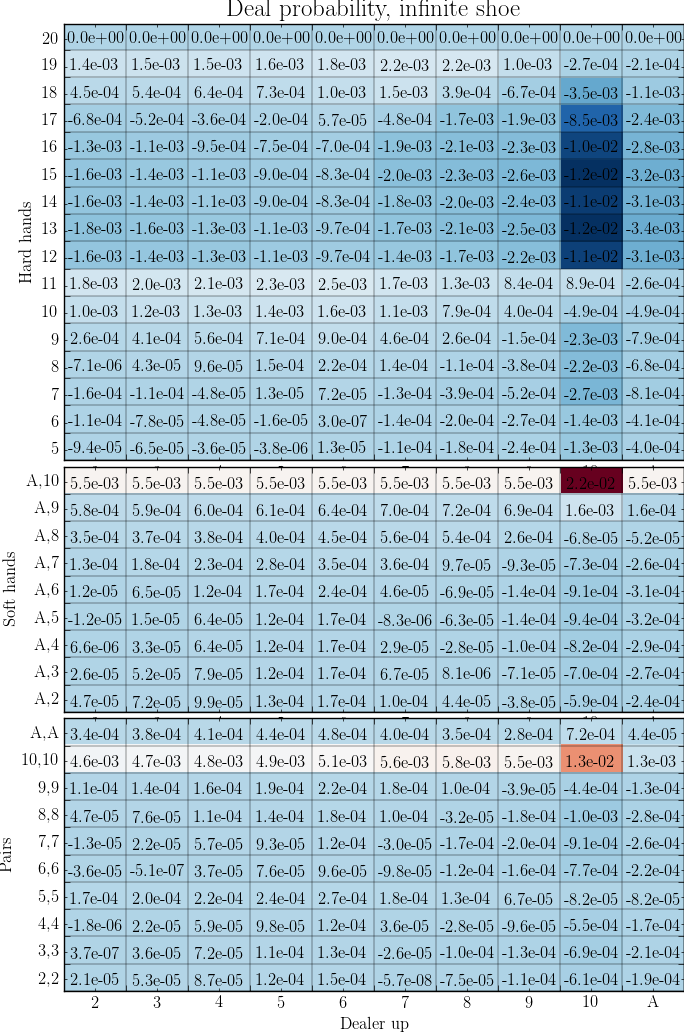 Deal probability, infinite shoe
Hard hands
20 0.0e+00 0.0e+00 0.0e+00 0.0e+00 0.0e+00 0.0e+00 0.0e+00 0.0e+00 0.0e+00 0.0e+00
19 1.4e-03 1.5e-03 1.5e-03 1.6e-03 1.8e-03 2.2e-03 2.2e-03 1.0e-03 -2.7e-04 -2.1e-04
18 4.5e-04 5.4e-04 6.4e-04 7.3e-04 1.0e-03 1.5e-03 3.9e-04 -6.7e-04 -3.5e-03 -1.1e-03
17 -6.8e-04 -5.2e-04 -3.6e-04 -2.0e-04 5.7e-05 -4.8e-04 -1.7e-03 -1.9e-03 -8.5e-03 -2.4e-03
16 -1.3e-03 -1.1e-03 -9.5e-04 -7.5e-04 -7.0e-04 -1.9e-03 -2.1e-03 -2.3e-03 -1.0e-02 -2.8e-03
15 -1.6e-03 -1.4e-03 -1.1e-03 -9.0e-04 -8.3e-04 -2.0e-03 -2.3e-03 -2.6e-03 -1.2e-02 -3.2e-03
14 -1.6e-03 -1.4e-03 -1.1e-03 -9.0e-04 -8.3e-04 -1.8e-03 -2.0e-03 -2.4e-03 -1.1e-02 -3.1e-03
13 -1.8e-03 -1.6e-03 -1.3e-03 -1.1e-03 -9.7e-04 -1.7e-03 -2.1e-03 -2.5e-03 -1.2e-02 -3.4e-03
12 -1.6e-03 -1.4e-03 -1.3e-03 -1.1e-03 -9.7e-04 -1.4e-03 -1.7e-03 -2.2e-03 -1.1e-02 -3.1e-03
11 1.8e-03 2.0e-03 2.1e-03 2.3e-03 2.5e-03 1.7e-03 1.3e-03 8.4e-04 8.9e-04 -2.6e-04
10 1.0e-03 1.2e-03 1.3e-03 1.4e-03 1.6e-03 1.1e-03 7.9e-04 4.0e-04 -4.9e-04 -4.9e-04
9 2.6e-04 4.1e-04 5.6e-04 7.1e-04 9.0e-04 4.6e-04 2.6e-04 -1.5e-04 -2.3e-03 -7.9e-04
8 -7.1e-06 4.3e-05 9.6e-05 1.5e-04 2.2e-04 1.4e-04 -1.1e-04 -3.8e-04 -2.2e-03 -6.8e-04
7 -1.6e-04 -1.1e-04 -4.8e-05 1.3e-05 7.2e-05 -1.3e-04 -3.9e-04 -5.2e-04 -2.7e-03 -8.1e-04
6 -1.1e-04 -7.8e-05 -4.8e-05 -1.6e-05 3.0e-07 -1.4e-04 -2.0e-04 -2.7e-04 -1.4e-03 -4.1e-04
5 -9.4e-05 -6.5e-05 -3.6e-05 -3.8e-06 1.3e-05 -1.1e-04 -1.8e-04 -2.4e-04 -1.3e-03 -4.0e-04
Soft hands
A,10 5.5e-03 5.5e-03 5.5e-03 5.5e-03 5.5e-03 5.5e-03 5.5e-03 5.5e-03 2.2e-02 5.5e-03
A,9 5.8e-04 5.9e-04 6.0e-04 6.1e-04 6.4e-04 7.0e-04 7.2e-04 6.9e-04 1.6e-03 1.6e-04
A,8 3.5e-04 3.7e-04 3.8e-04 4.0e-04 4.5e-04 5.6e-04 5.4e-04 2.6e-04 -6.8e-05 -5.2e-05
A,7 1.3e-04 1.8e-04 2.3e-04 2.8e-04 3.5e-04 3.6e-04 9.7e-05 -9.3e-05 -7.3e-04 -2.6e-04
A,6 1.2e-05 6.5e-05 1.2e-04 1.7e-04 2.4e-04 4.6e-05 -6.9e-05 -1.4e-04 -9.1e-04 -3.1e-04
A,5 -1.2e-05 1.5e-05 6.4e-05 1.2e-04 1.7e-04 -8.3e-06 -6.3e-05 -1.4e-04 -9.4e-04 -3.2e-04
A,4 6.6e-06 3.3e-05 6.4e-05 1.2e-04 1.7e-04 2.9e-05 -2.8e-05 -1.0e-04 -8.2e-04 -2.9e-04
A,3 2.6e-05 5.2e-05 7.9e-05 1.2e-04 1.7e-04 6.7e-05 8.1e-06 -7.1e-05 -7.0e-04 -2.7e-04
A,2 4.7e-05 7.2e-05 9.9e-05 1.3e-04 1.7e-04 1.0e-04 4.4e-05 -3.8e-05 -5.9e-04 -2.4e-04
Pairs
A,A 3.4e-04 3.8e-04 4.1e-04 4.4e-04 4.8e-04 4.0e-04 3.5e-04 2.8e-04 7.2e-04 4.4e-05
10,10 4.6e-03 4.7e-03 4.8e-03 4.9e-03 5.1e-03 5.6e-03 5.8e-03 5.5e-03 1.3e-02 1.3e-03
9,9 1.1e-04 1.4e-04 1.6e-04 1.9e-04 2.2e-04 1.8e-04 1.0e-04 -3.9e-05 -4.4e-04 -1.3e-04
8,8 4.7e-05 7.6e-05 1.1e-04 1.4e-04 1.8e-04 1.0e-04 -3.2e-05 -1.8e-04 -1.0e-03 -2.8e-04
7,7 -1.3e-05 2.2e-05 5.7e-05 9.3e-05 1.2e-04 -3.0e-05 -1.7e-04 -2.0e-04 -9.1e-04 -2.6e-04
6,6 -3.6e-05 -5.1e-07 3.7e-05 7.6e-05 9.6e-05 -9.8e-05 -1.2e-04 -1.6e-04 -7.7e-04 -2.2e-04
5,5 1.7e-04 2.0e-04 2.2e-04 2.4e-04 2.7e-04 1.8e-04 1.3e-04 6.7e-05 -8.2e-05 -8.2e-05
4,4 -1.8e-06 2.2e-05 5.9e-05 9.8e-05 1.2e-04 3.6e-05 -2.8e-05 -9.6e-05 -5.5e-04 -1.7e-04
3,3 3.7e-07 3.6e-05 7.2e-05 1.1e-04 1.3e-04 -2.6e-05 -1.0e-04 -1.3e-04 -6.9e-04 -2.1e-04
2,2 2.1e-05 5.3e-05 8.7e-05 1.2e-04 1.5e-04 -5.7e-08 -7.5e-05 -1.1e-04 -6.1e-04 -1.9e-04
2 3 4 5 6 7 8 9 10 A
Dealer up